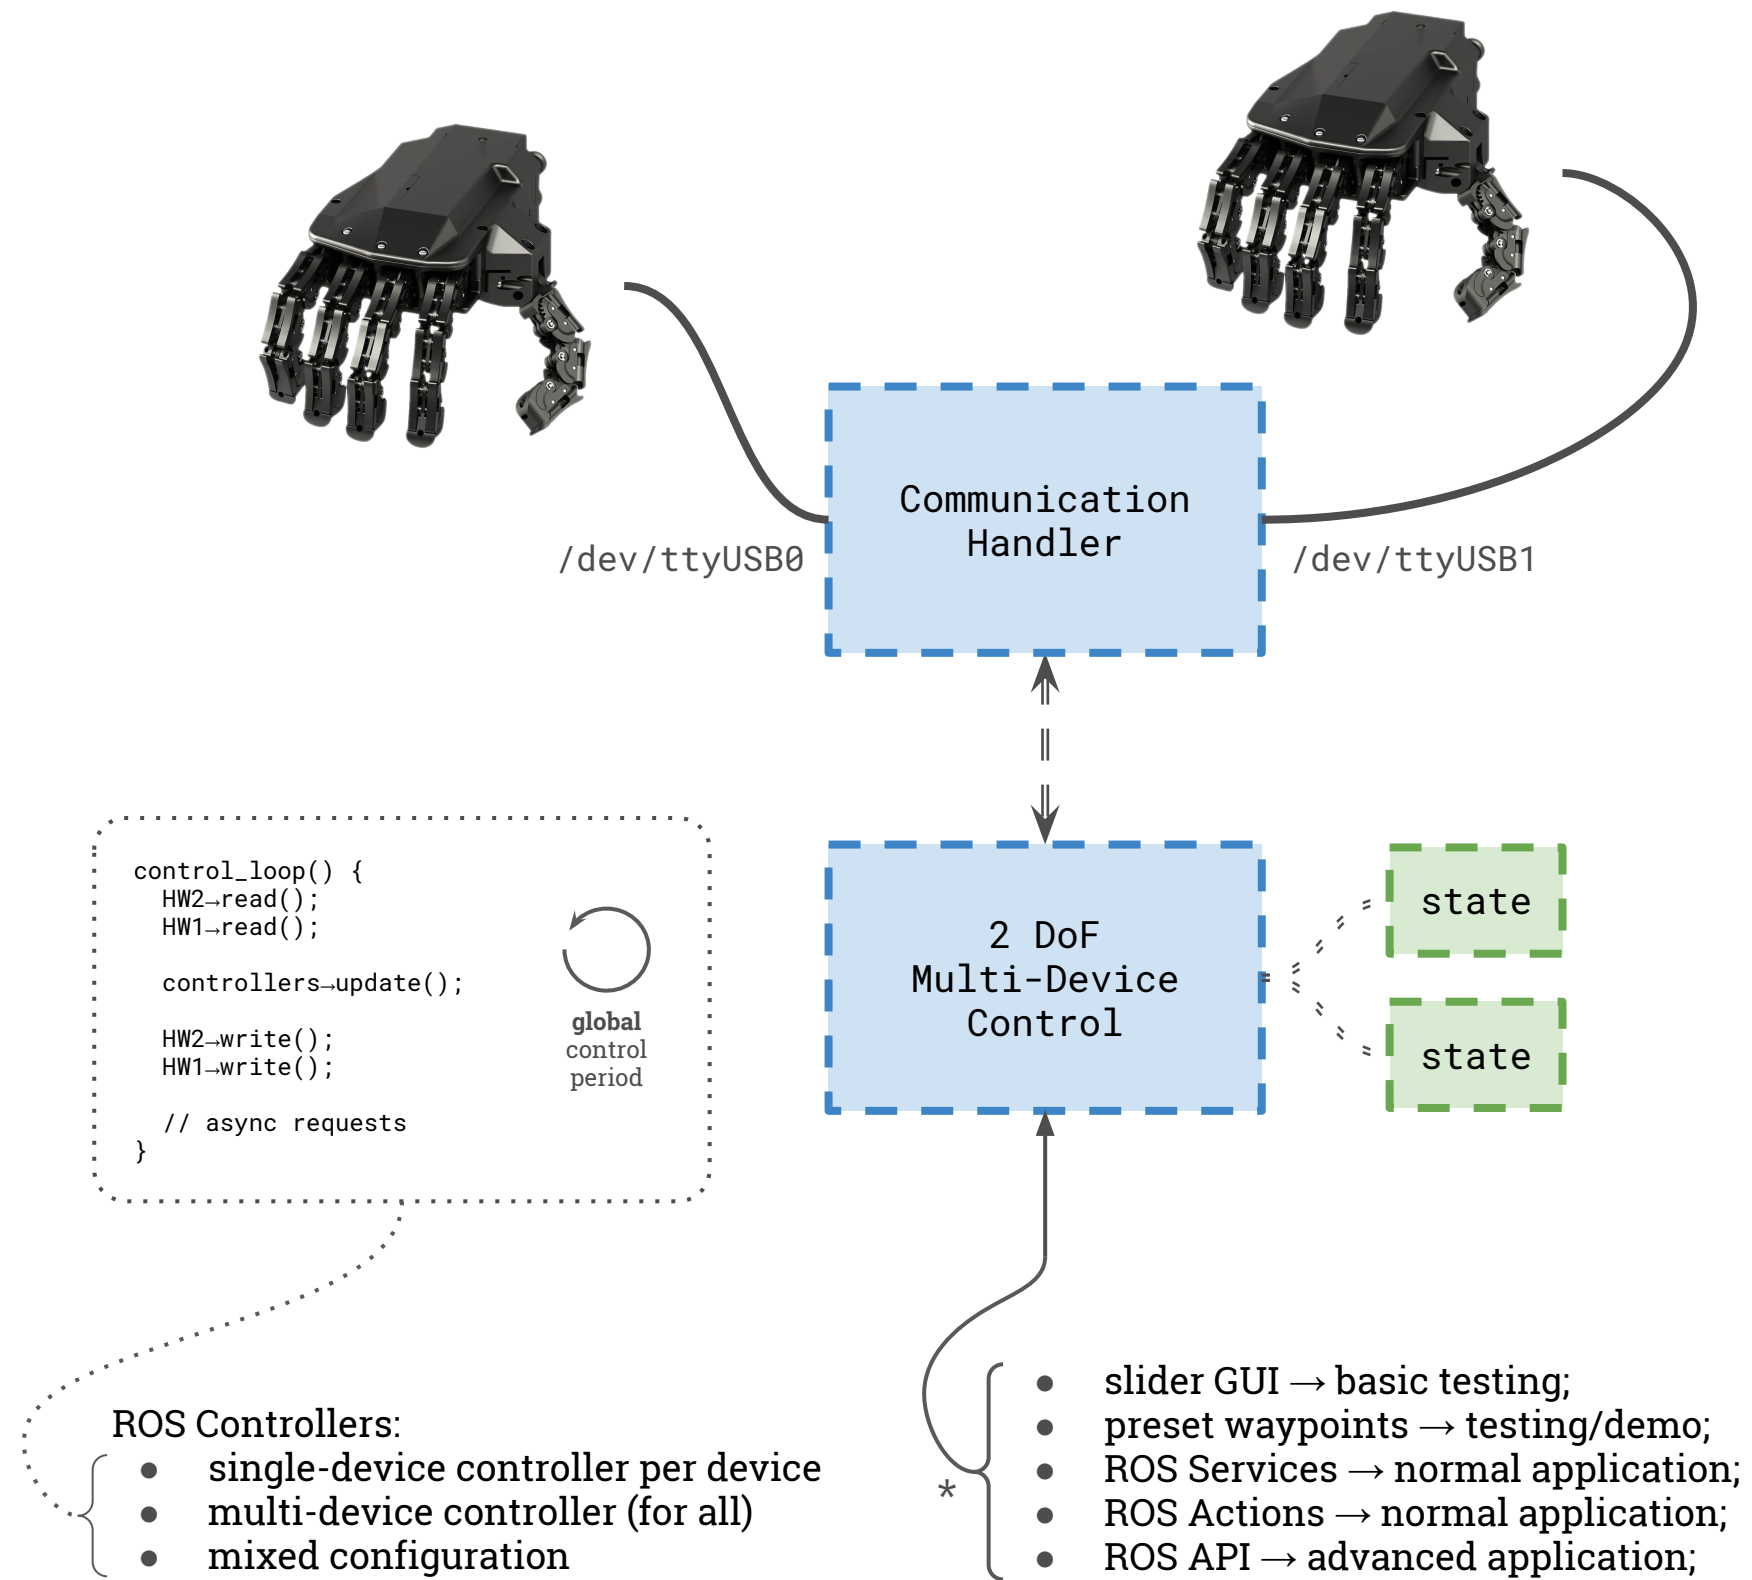 Communication
Handler
/dev/ttyUSB0
/dev/ttyUSB1
control_loop() {
HW2→read();
HW1→read();
controllers→update();
HW2→write();
HW1→write();
// async requests
}
global
control
period
2 DoF
Multi-Device
Control
state
state
ROS Controllers:
● single-device controller per device
● multi-device controller (for all)
● mixed configuration
*
● slider GUI → basic testing;
● preset waypoints → testing/demo;
● ROS Services → normal application;
● ROS Actions → normal application;
● ROS API → advanced application;